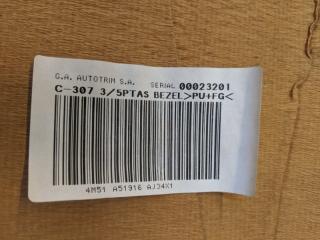 G.A. AUTOTRIM S.A. SERIAL 00023201
C-307 3/5PTAS BEZEL>PU+FG<
4M51 A51916 AJ34X1